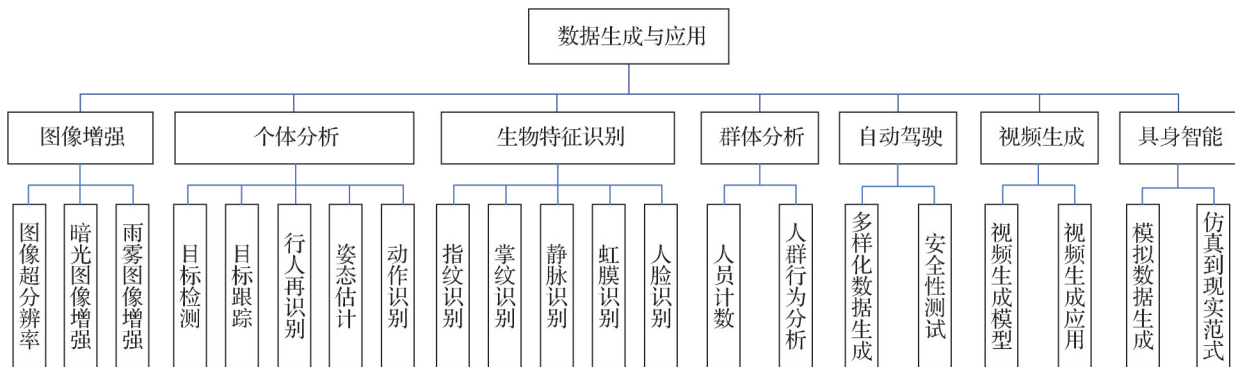 数据生成与应用
图像增强
个体分析
生物特征识别
群体分析
自动驾驶
视频生成
具身智能
图像超分辨率
暗光图像增强
雨雾图像增强
目标检测
目标跟踪
行人再识别
姿态估计
动作识别
指纹识别
掌纹识别
静脉识别
虹膜识别
人脸识别
人员计数
人群行为分析
多样化数据生成
安全性测试
视频生成模型
视频生成应用
模拟数据生成
仿真到现实范式